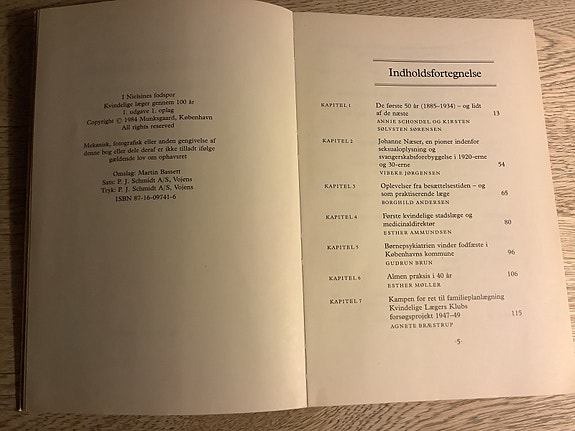 I Nielsines fodspor
Kvindelige læger gennem 100 år
1. udgave 1. oplag
Copyright © 1984 Munksgaard, København
All rights reserved
Mekanisk, fotografisk eller anden gengivelse af
denne bog eller dele deraf er ikke tilladt ifølge
gældende lov om ophavsret
Omslag: Martin Bassett
Sats: P. J. Schmidt A/S, Vojens
Tryk: P. J. Schmidt A/S, Vojens
ISBN 87-16-09741-6
Indholdsfortegnelse
KAPITEL 1 De første 50 år (1885-1934) – og lidt
af de næste 13
ANNIE SCHONDEL OG KIRSTEN
SØLVSTEN SØRENSEN
KAPITEL 2 Johanne Næser, en pioner indenfor
seksualoplysning og
svangerskabsforebyggelse i 1920-erne
og 30-erne 54
VIBEKE JØRGENSEN
KAPITEL 3 Oplevelser fra besættelsestiden – og
som praktiserende læge 65
BORGHILD ANDERSEN
KAPITEL 4 Første kvindelige stadslæge og
medicinaldirektør 80
ESTHER AMMUNDSEN
KAPITEL 5 Børnepsykiatrien vinder fodfæste i
Københavns kommune 96
GUDRUN BRUN
KAPITEL 6 Almen praksis i 40 år 106
ESTHER MØLLER
KAPITEL 7 Kampen for ret til familieplanlægning
Kvindelige Lægers Klubs
forsøgsprojekt 1947-49 115
AGNETE BRÆSTRUP
·5·